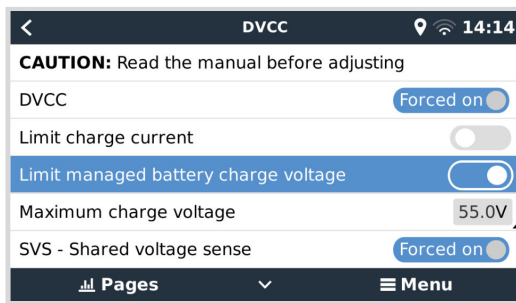 DVCC 14:14
CAUTION: Read the manual before adjusting
DVCC Forced on
Limit charge current
Limit managed battery charge voltage
Maximum charge voltage 55.0V
SVS - Shared voltage sense Forced on
Pages Menu